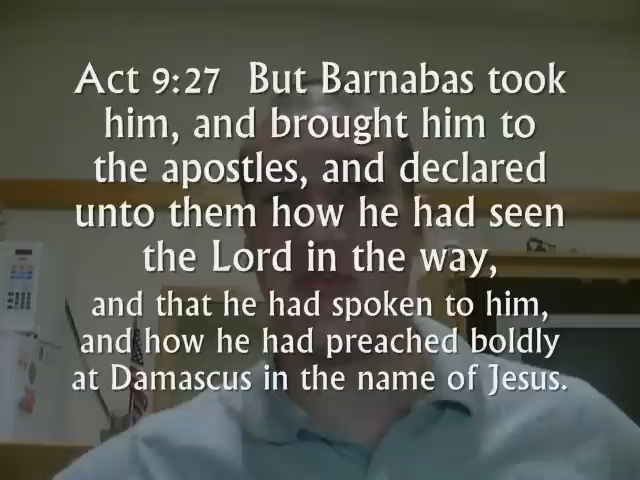 Act 9:27  But Barnabas took
him, and brought him to
the apostles, and declared
unto them how he had seen
the Lord in the way,
and that he had spoken to him,
and how he had preached boldly
at Damascus in the name of Jesus.